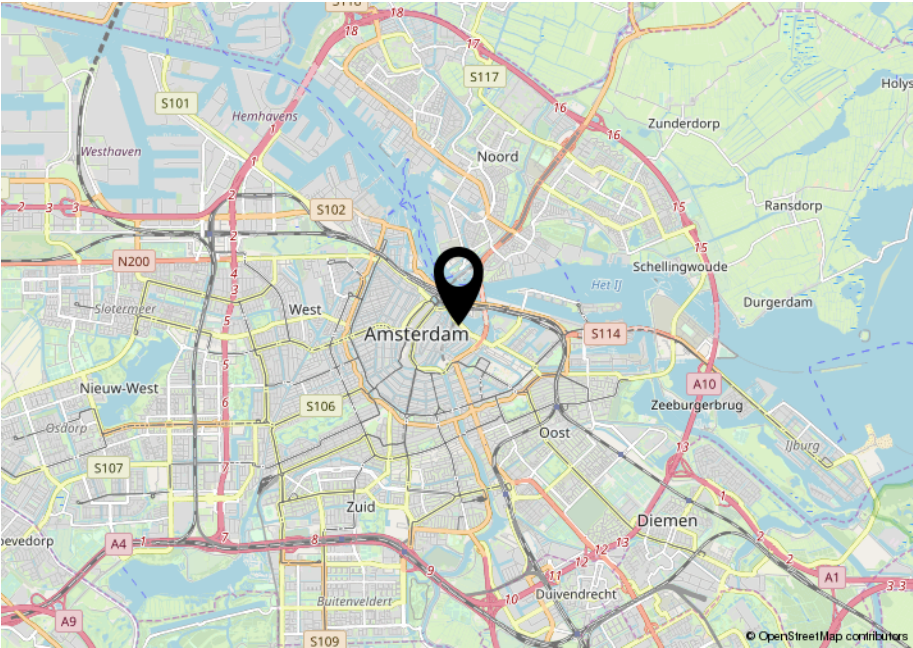 S118
18
18
17
S117
16
16
Holys
S101
Hemhavens
1
1
Zunderdorp
Westhaven
Noord
2
2
3
3
S102
Ransdorp
15
15
2
N200
3
4
Schellingwoude
Het IJ
Durgerdam
Slotermeer
5
West
Amsterdam
S114
5
Nieuw-West
A10
6
S106
Zeeburgerbrug
Osdorp
Oost
IJburg
13
S107
7
1
Zuid
Diemen
oevedorp
A4
1
7
8
2
2
12
13
12
11
9
10
Duivendrecht
A1
3
3
Buitenveldert
A9
S109
© OpenStreetMap contributors